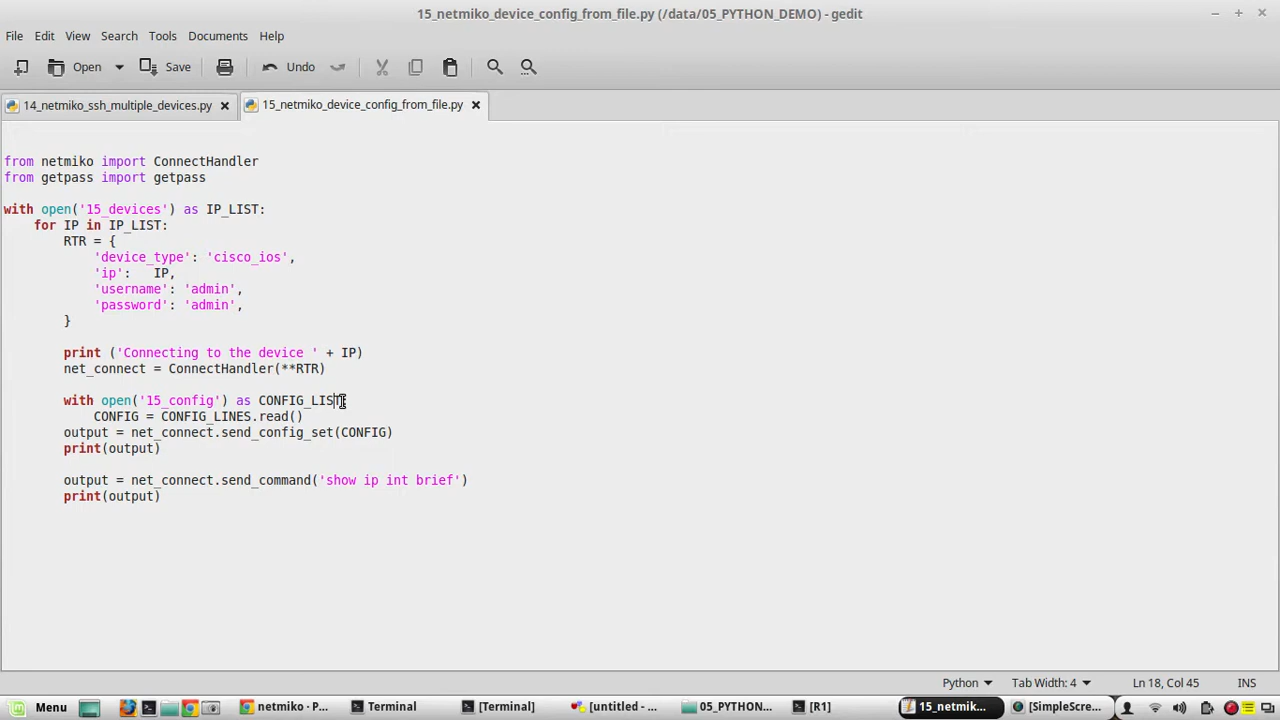 15_netmiko_device_config_from_file.py (/data/05_PYTHON_DEMO) - gedit
File Edit View Search Tools Documents Help
Open Save Undo
14_netmiko_ssh_multiple_devices.py 15_netmiko_device_config_from_file.py
from netmiko import ConnectHandler
from getpass import getpass
with open('15_devices') as IP_LIST:
for IP in IP_LIST:
RTR = {
'device_type': 'cisco_ios',
'ip': IP,
'username': 'admin',
'password': 'admin',
}
print ('Connecting to the device ' + IP)
net_connect = ConnectHandler(**RTR)
with open('15_config') as CONFIG_LIST:
CONFIG = CONFIG_LINES.read()
output = net_connect.send_config_set(CONFIG)
print(output)
output = net_connect.send_command('show ip int brief')
print(output)
Python Tab Width: 4 Ln 18, Col 45 INS
Menu netmiko · P... Terminal [Terminal] [untitled - ... 05_PYTHON... [R1] 15_netmik... [SimpleScre...